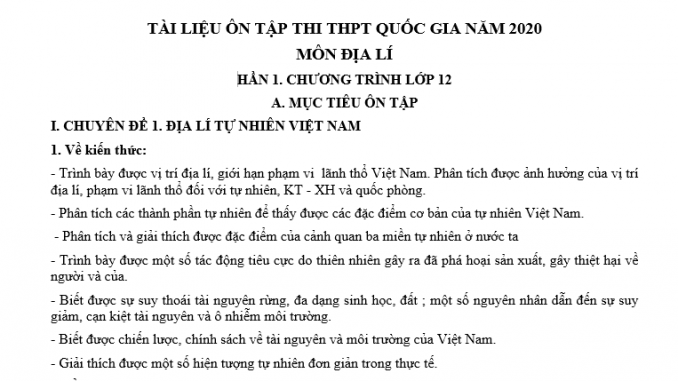 TÀI LIỆU ÔN TẬP THI THPT QUỐC GIA NĂM 2020
MÔN ĐỊA LÍ
HẦN 1. CHƯƠNG TRÌNH LỚP 12
A. MỤC TIÊU ÔN TẬP
I. CHUYÊN ĐỀ 1. ĐỊA LÍ TỰ NHIÊN VIỆT NAM
1. Về kiến thức:
- Trình bày được vị trí địa lí, giới hạn phạm vi lãnh thổ Việt Nam. Phân tích được ảnh hưởng của vị trí
địa lí, phạm vi lãnh thổ đối với tự nhiên, KT - XH và quốc phòng.
- Phân tích các thành phần tự nhiên để thấy được các đặc điểm cơ bản của tự nhiên Việt Nam.
- Phân tích và giải thích được đặc điểm của cảnh quan ba miền tự nhiên ở nước ta
- Trình bày được một số tác động tiêu cực do thiên nhiên gây ra đã phá hoại sản xuất, gây thiệt hại về
người và của.
- Biết được sự suy thoái tài nguyên rừng, đa dạng sinh học, đất ; một số nguyên nhân dẫn đến sự suy
giảm, cạn kiệt tài nguyên và ô nhiễm môi trường.
- Biết được chiến lược, chính sách về tài nguyên và môi trường của Việt Nam.
- Giải thích được một số hiện tượng tự nhiên đơn giản trong thực tế.